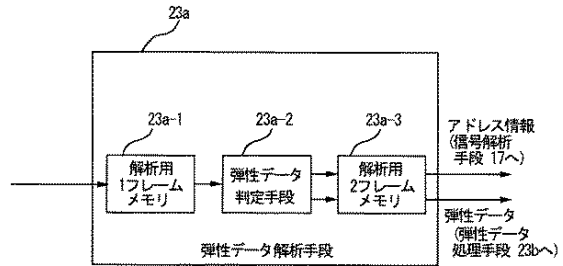 23a
23a-1
23a-2
23a-3
解析用
1フレーム
メモリ
弾性データ
判定手段
解析用
2フレーム
メモリ
弾性データ解析手段
アドレス情報
(信号解析
手段 17へ)
弾性データ
(弾性データ
処理手段 23bへ)